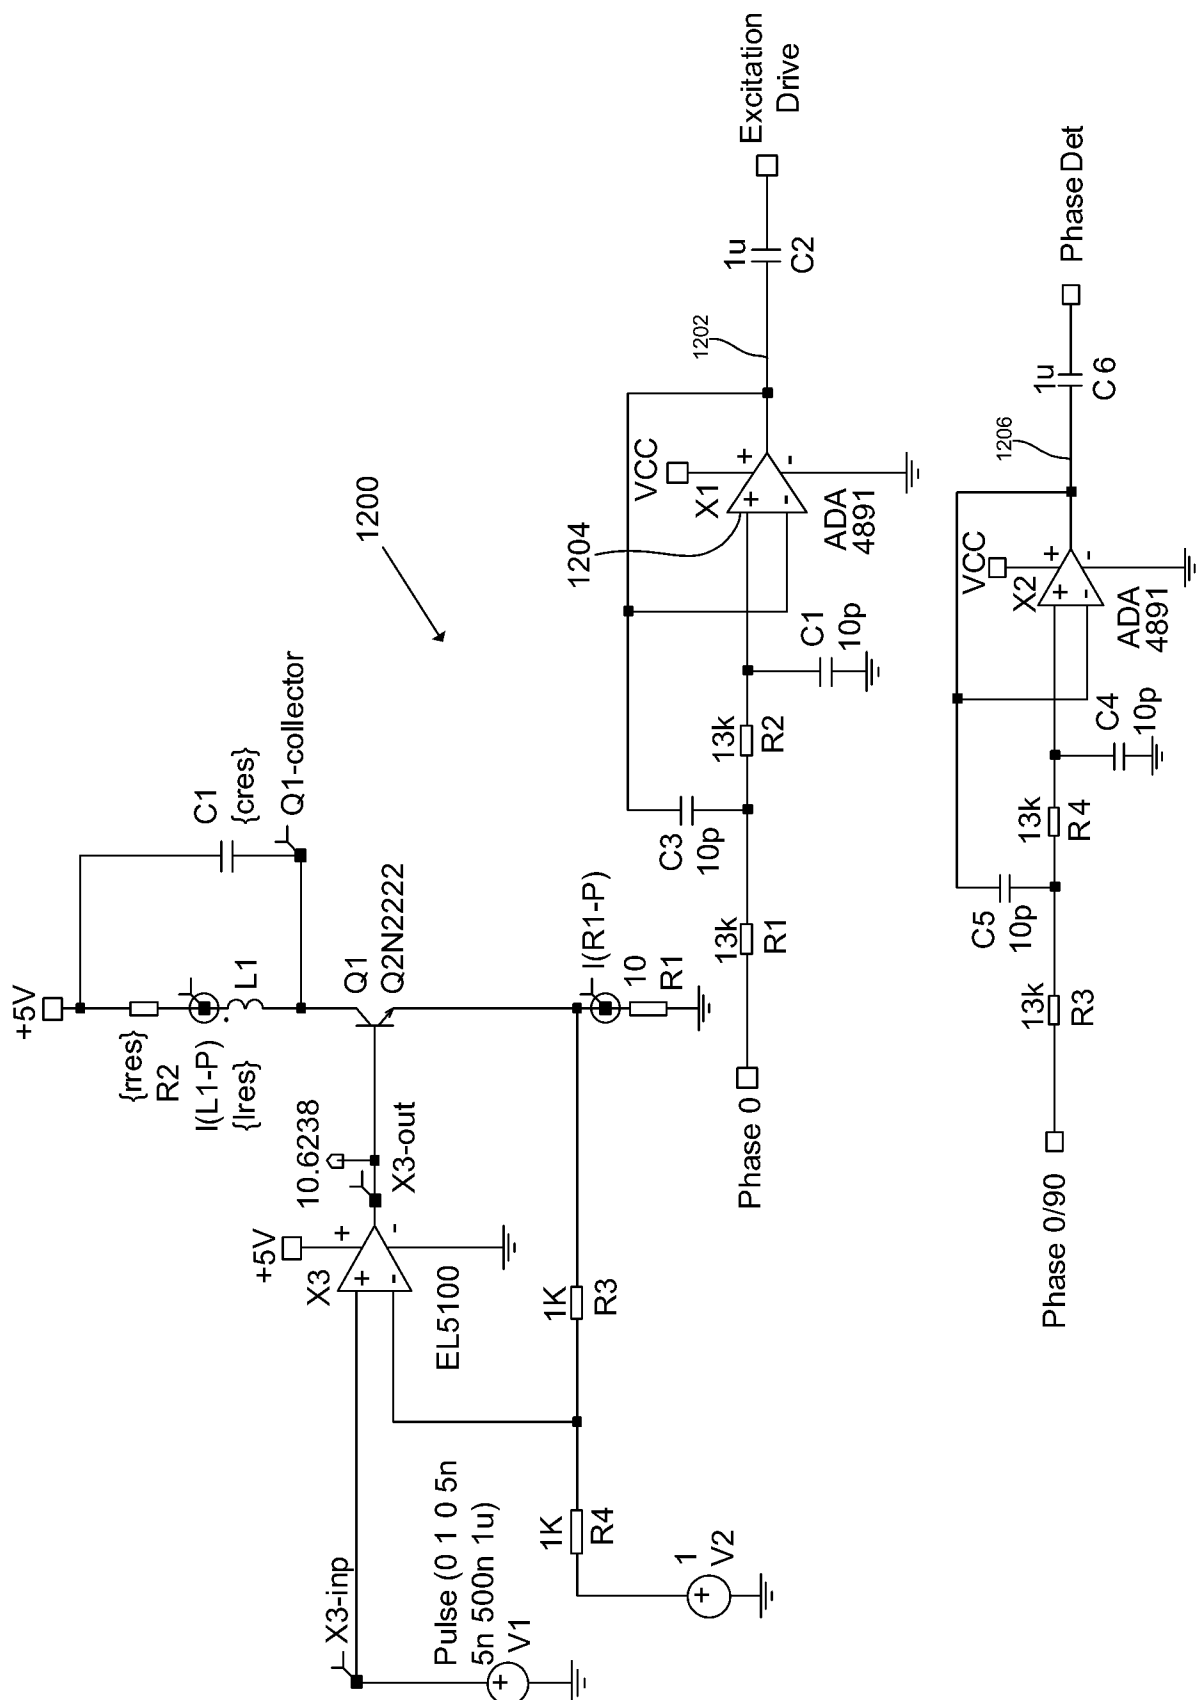 1200
+5V
{rres}
R2
I(L1-P)
{lres}
L1
C1
{cres}
Q1-collector
Q1
Q2N2222
10.6238
X3-out
+5V
X3
+
-
+
-
EL5100
X3-inp
Pulse (0 1 0 5n
5n 500n 1u)
V1
+
1K
R4
1K
R3
1
V2
+
I(R1-P)
10
R1
Phase 0
13k
R1
C3
10p
13k
R2
C1
10p
1204
VCC
X1
+
-
+
-
ADA
4891
1202
1u
C2
Excitation
Drive
Phase 0/90
13k
R3
C5
10p
13k
R4
C4
10p
VCC
X2
+
-
+
-
ADA
4891
1206
1u
C 6
Phase Det